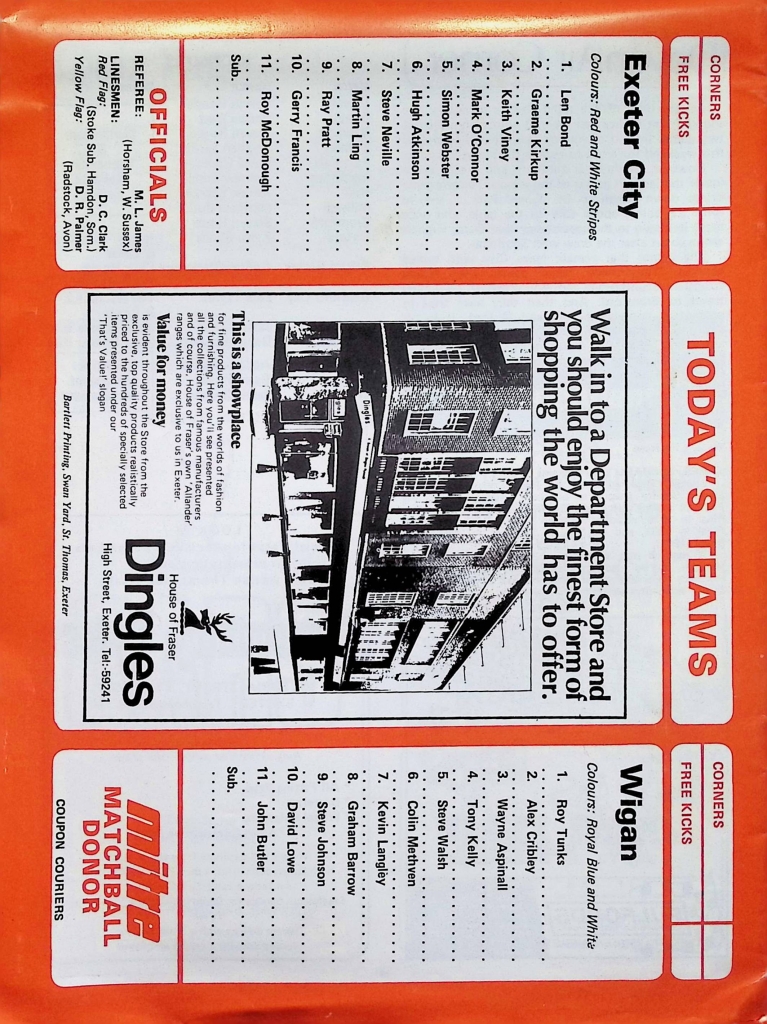 CORNERS
FREE KICKS
Exeter City
Colours: Red and White Stripes
1. Len Bond
2. Graeme Kirkup
3. Keith Viney
4. Mark O'Connor
5. Simon Webster
6. Hugh Atkinson
7. Steve Neville
8. Martin Ling
9. Ray Pratt
10. Gerry Francis
11. Roy McDonough
Sub.
OFFICIALS
REFEREE: M. L. James
(Horsham, W. Sussex)
LINESMEN:
Red Flag: D. C. Clark
(Stoke Sub. Hamdon, Som.)
Yellow Flag: D. R. Palmer
(Radstock, Avon)
TODAY'S TEAMS
Walk in to a Department Store and
you should enjoy the finest form of
shopping the world has to offer.
Dingles
This is a showplace
for fine products from the worlds of fashion
and furnishing. Here you'll see presented
all the collections from famous manufacturers
and of course, House of Fraser's own 'Allander'
ranges which are exclusive to us in Exeter.
Value for money
is evident throughout the Store from the
exclusive, top quality products realistically
priced to the hundreds of specially selected
items presented under our
'That's Value!' slogan
House of Fraser
Dingles
High Street, Exeter. Tel:-59241
Bartlett Printing, Swan Yard, St. Thomas, Exeter
CORNERS
FREE KICKS
Wigan
Colours: Royal Blue and White
1. Roy Tunks
2. Alex Cribley
3. Wayne Aspinall
4. Tony Kelly
5. Steve Walsh
6. Colin Methven
7. Kevin Langley
8. Graham Barrow
9. Steve Johnson
10. David Lowe
11. John Butler
Sub.
mitre
MATCHBALL
DONOR
COUPON COURIERS